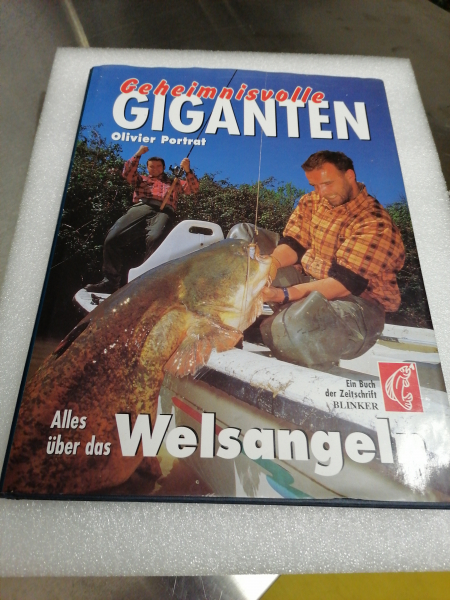 Geheimnisvolle
GIGANTEN
Olivier Portrat
Ein Buch
der Zeitschrift
BLINKER
Alles
über das Welsangeln